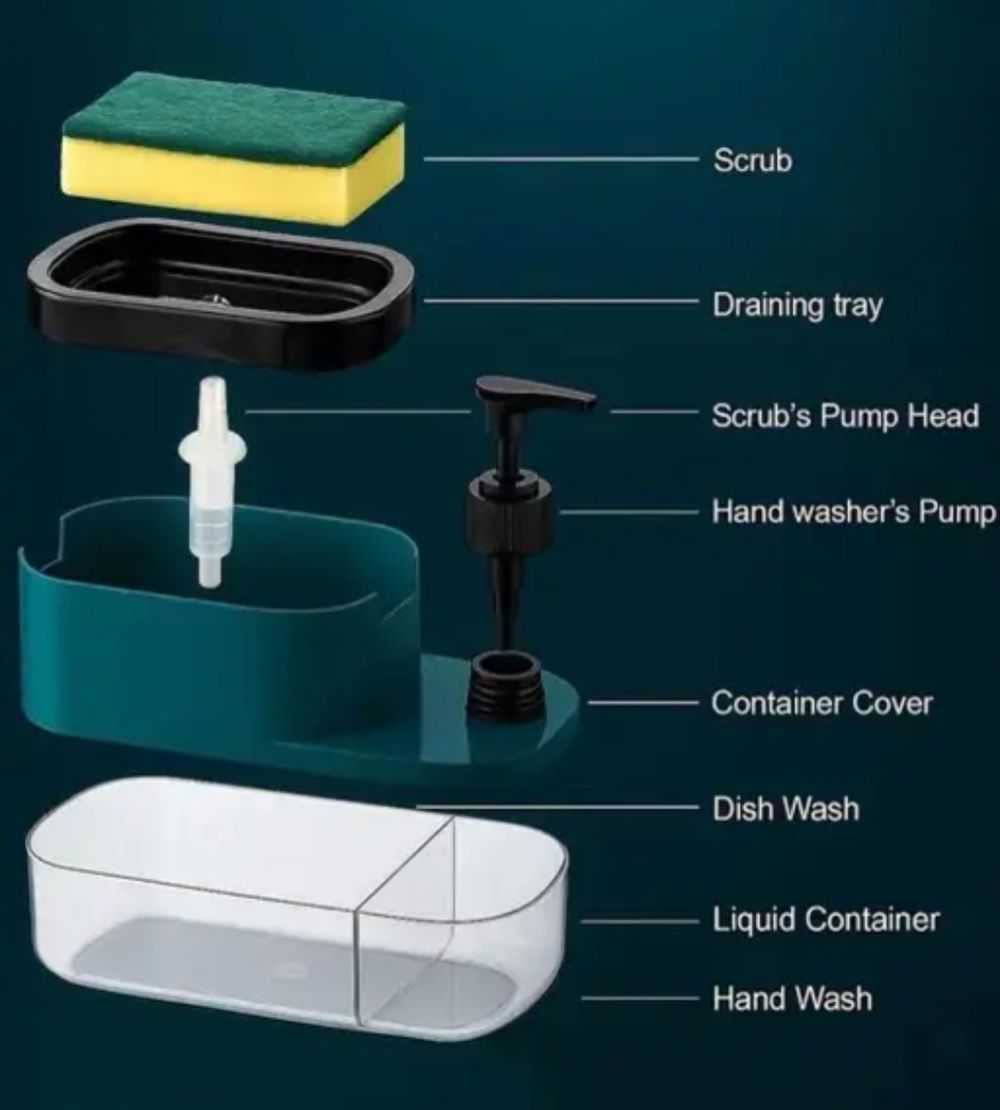 Scrub
Draining tray
Scrub's Pump Head
Hand washer's Pump
Container Cover
Dish Wash
Liquid Container
Hand Wash